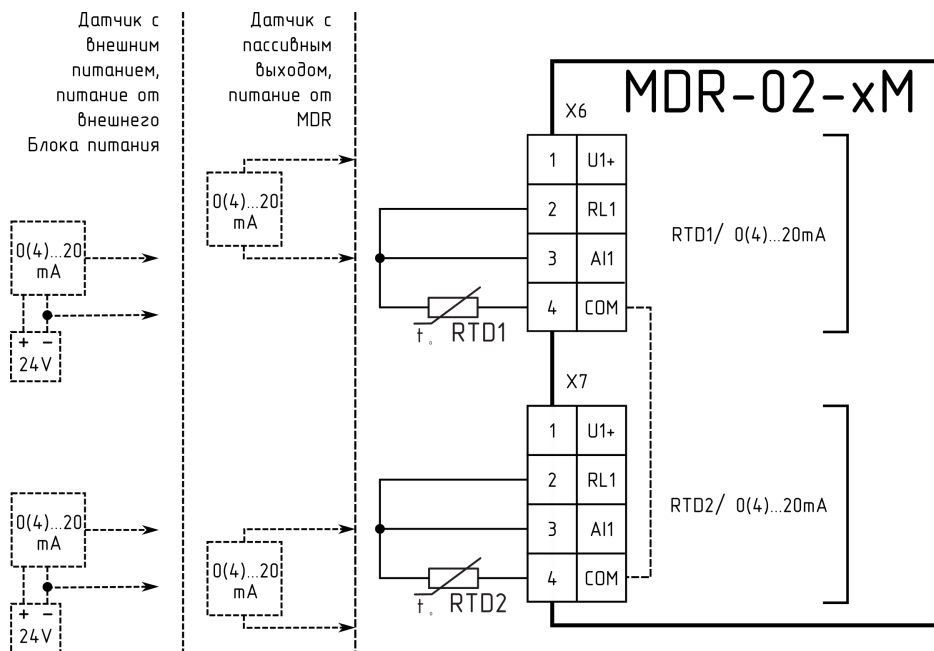 Датчик с
внешним
питанием,
питание от
внешнего
Блока питания
Датчик с
пассивным
выходом,
питание от
MDR
MDR-02-xM
X6
1 U1+
2 RL1
3 AI1
4 COM
RTD1/ 0(4)...20mA
0(4)...20
mA
0(4)...20
mA
+ −
24V
t° RTD1
X7
1 U1+
2 RL1
3 AI1
4 COM
RTD2/ 0(4)...20mA
0(4)...20
mA
0(4)...20
mA
+ −
24V
t° RTD2